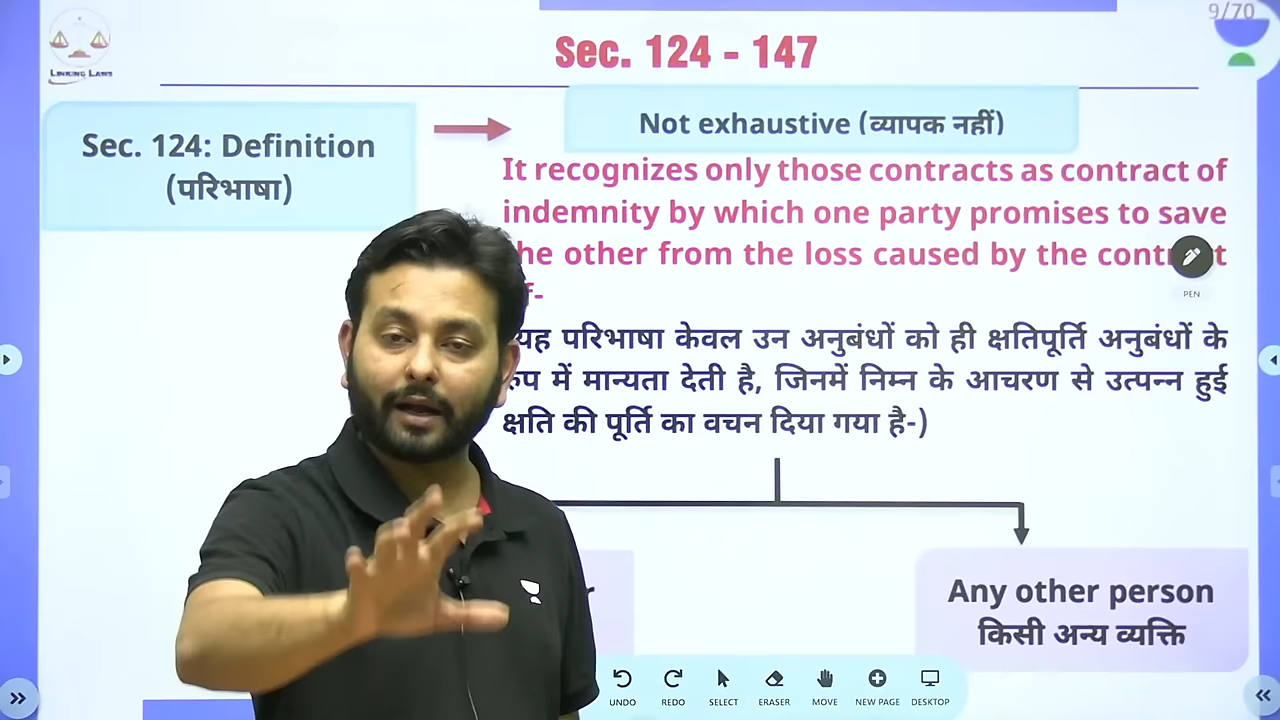 9/70
LINKING LAWS
Sec. 124 - 147
Sec. 124: Definition
(परिभाषा)
Not exhaustive (व्यापक नहीं)
It recognizes only those contracts as contract of
indemnity by which one party promises to save
other from the loss caused by the
यह परिभाषा केवल उन अनुबंधों को ही क्षतिपूर्ति अनुबंधों के
रुप में मान्यता देती है, जिनमें निम्न के आचरण से उत्पन्न हुई
क्षति की पूर्ति का वचन दिया गया है-)
PEN
Any other person
किसी अन्य व्यक्ति
UNDO REDO SELECT ERASER MOVE NEW PAGE DESKTOP